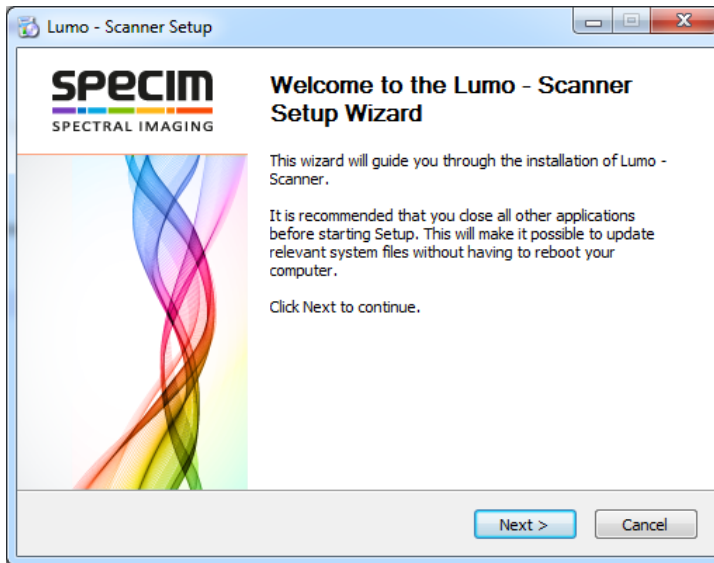 Lumo - Scanner Setup
specim
SPECTRAL IMAGING
Welcome to the Lumo - Scanner
Setup Wizard
This wizard will guide you through the installation of Lumo -
Scanner.
It is recommended that you close all other applications
before starting Setup. This will make it possible to update
relevant system files without having to reboot your
computer.
Click Next to continue.
Next >
Cancel